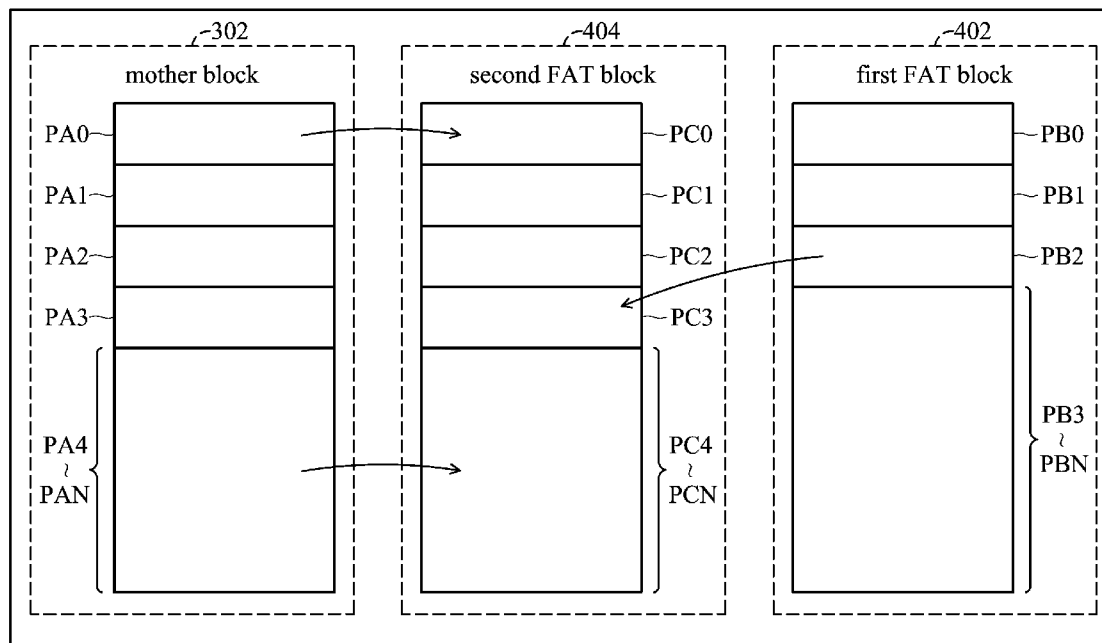 302
404
402
mother block
second FAT block
first FAT block
PA0
PC0
PB0
PA1
PC1
PB1
PA2
PC2
PB2
PA3
PC3
PA4
~
PAN
PC4
~
PCN
PB3
~
PBN